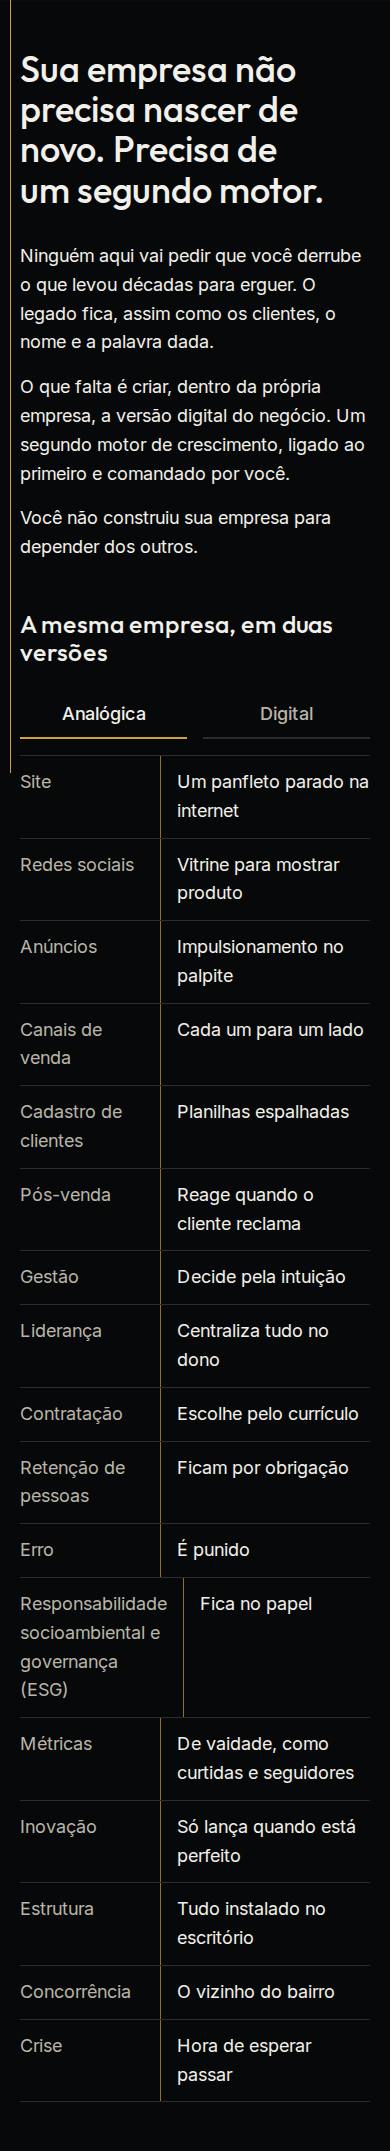 Sua empresa não
precisa nascer de
novo. Precisa de
um segundo motor.
Ninguém aqui vai pedir que você derrube
o que levou décadas para erguer. O
legado fica, assim como os clientes, o
nome e a palavra dada.
O que falta é criar, dentro da própria
empresa, a versão digital do negócio. Um
segundo motor de crescimento, ligado ao
primeiro e comandado por você.
Você não construiu sua empresa para
depender dos outros.
A mesma empresa, em duas
versões
Analógica Digital
Site Um panfleto parado na
internet
Redes sociais Vitrine para mostrar
produto
Anúncios Impulsionamento no
palpite
Canais de Cada um para um lado
venda
Cadastro de Planilhas espalhadas
clientes
Pós-venda Reage quando o
cliente reclama
Gestão Decide pela intuição
Liderança Centraliza tudo no
dono
Contratação Escolhe pelo currículo
Retenção de Ficam por obrigação
pessoas
Erro É punido
Responsabilidade Fica no papel
socioambiental e
governança
(ESG)
Métricas De vaidade, como
curtidas e seguidores
Inovação Só lança quando está
perfeito
Estrutura Tudo instalado no
escritório
Concorrência O vizinho do bairro
Crise Hora de esperar
passar